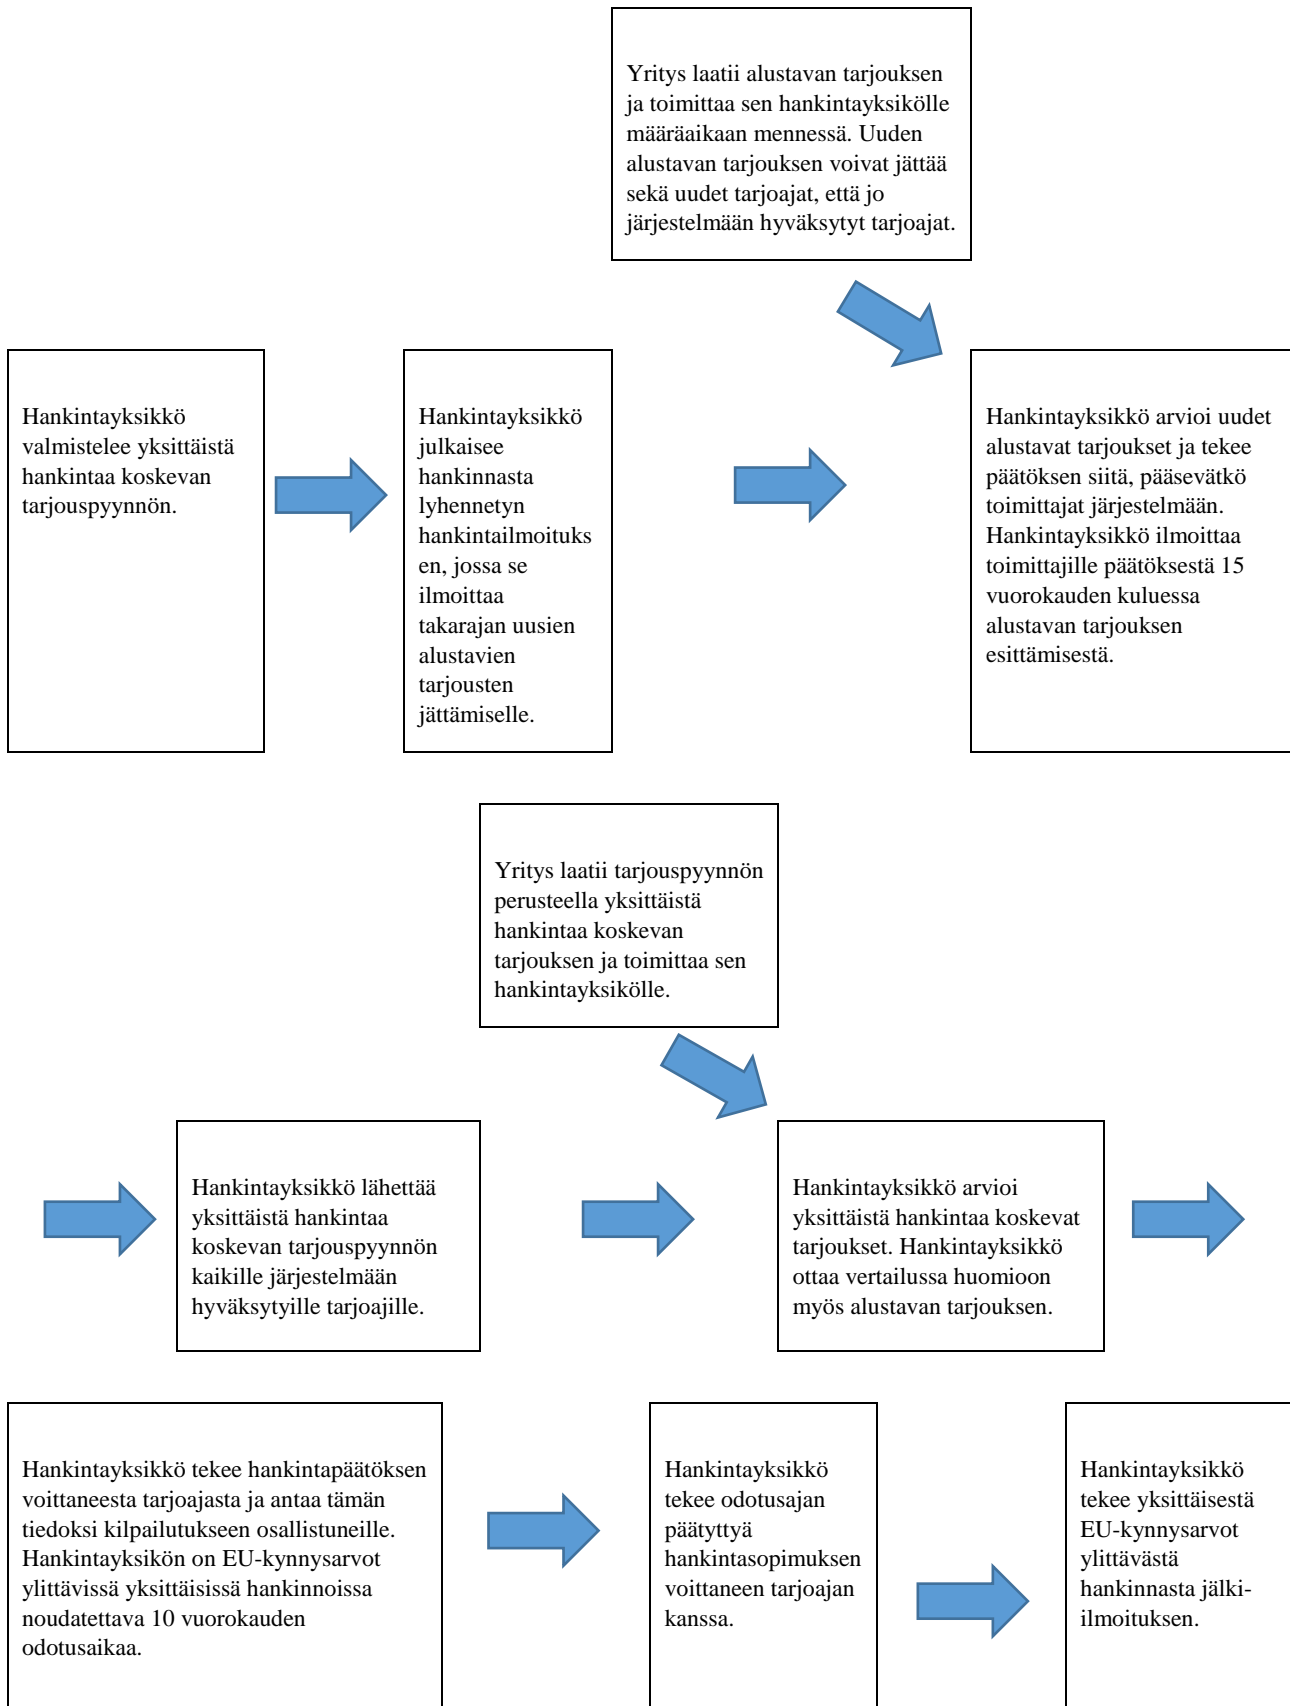 Yritys laatii alustavan tarjouksen
ja toimittaa sen hankintayksikölle
määräaikaan mennessä. Uuden
alustavan tarjouksen voivat jättää
sekä uudet tarjoajat, että jo
järjestelmään hyväksytyt tarjoajat.
Hankintayksikkö
valmistelee yksittäistä
hankintaa koskevan
tarjouspyynnön.
Hankintayksikkö
julkaisee
hankinnasta
lyhennetyn
hankintailmoituks
en, jossa se
ilmoittaa
takarajan uusien
alustavien
tarjousten
jättämiselle.
Hankintayksikkö arvioi uudet
alustavat tarjoukset ja tekee
päätöksen siitä, pääsevätkö
toimittajat järjestelmään.
Hankintayksikkö ilmoittaa
toimittajille päätöksestä 15
vuorokauden kuluessa
alustavan tarjouksen
esittämisestä.
Yritys laatii tarjouspyynnön
perusteella yksittäistä
hankintaa koskevan
tarjouksen ja toimittaa sen
hankintayksikölle.
Hankintayksikkö lähettää
yksittäistä hankintaa
koskevan tarjouspyynnön
kaikille järjestelmään
hyväksytyille tarjoajille.
Hankintayksikkö arvioi
yksittäistä hankintaa koskevat
tarjoukset. Hankintayksikkö
ottaa vertailussa huomioon
myös alustavan tarjouksen.
Hankintayksikkö tekee hankintapäätöksen
voittaneesta tarjoajasta ja antaa tämän
tiedoksi kilpailutukseen osallistuneille.
Hankintayksikön on EU-kynnysarvot
ylittävissä yksittäisissä hankinnoissa
noudatettava 10 vuorokauden
odotusaikaa.
Hankintayksikkö
tekee odotusajan
päätyttyä
hankintasopimuksen
voittaneen tarjoajan
kanssa.
Hankintayksikkö
tekee yksittäisestä
EU-kynnysarvot
ylittävästä
hankinnasta jälki-
ilmoituksen.